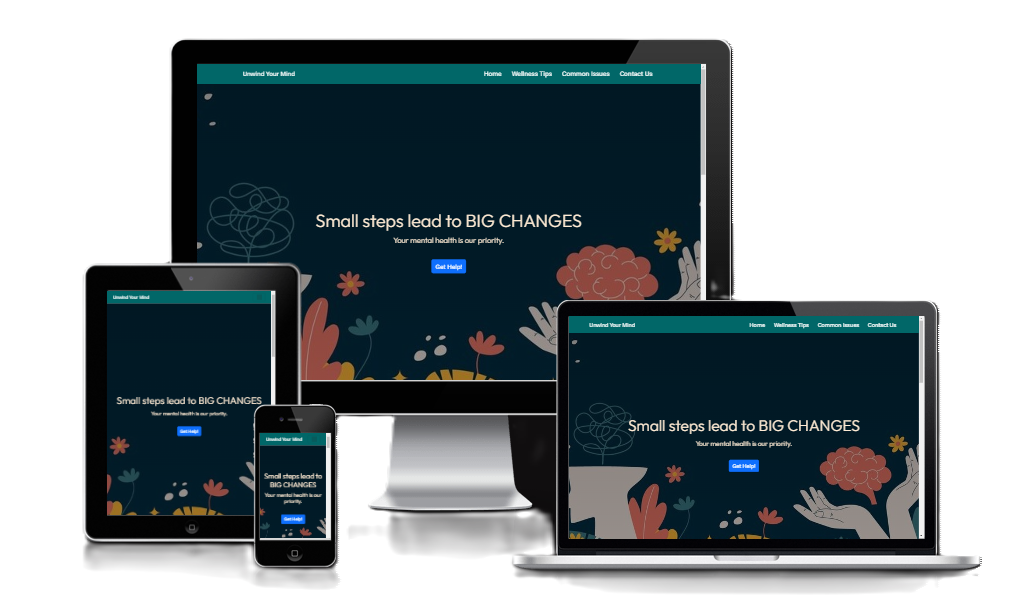 Unwind Your Mind
Home Wellness Tips Common Issues Contact Us
Small steps lead to BIG CHANGES
Your mental health is our priority.
Get Help!
Unwind Your Mind
Small steps lead to BIG CHANGES
Your mental health is our priority.
Get Help!
Unwind Your Mind
Small steps lead to
BIG CHANGES
Your mental health is our
priority.
Get Help!
Unwind Your Mind
Home Wellness Tips Common Issues Contact Us
Small steps lead to BIG CHANGES
Your mental health is our priority.
Get Help!